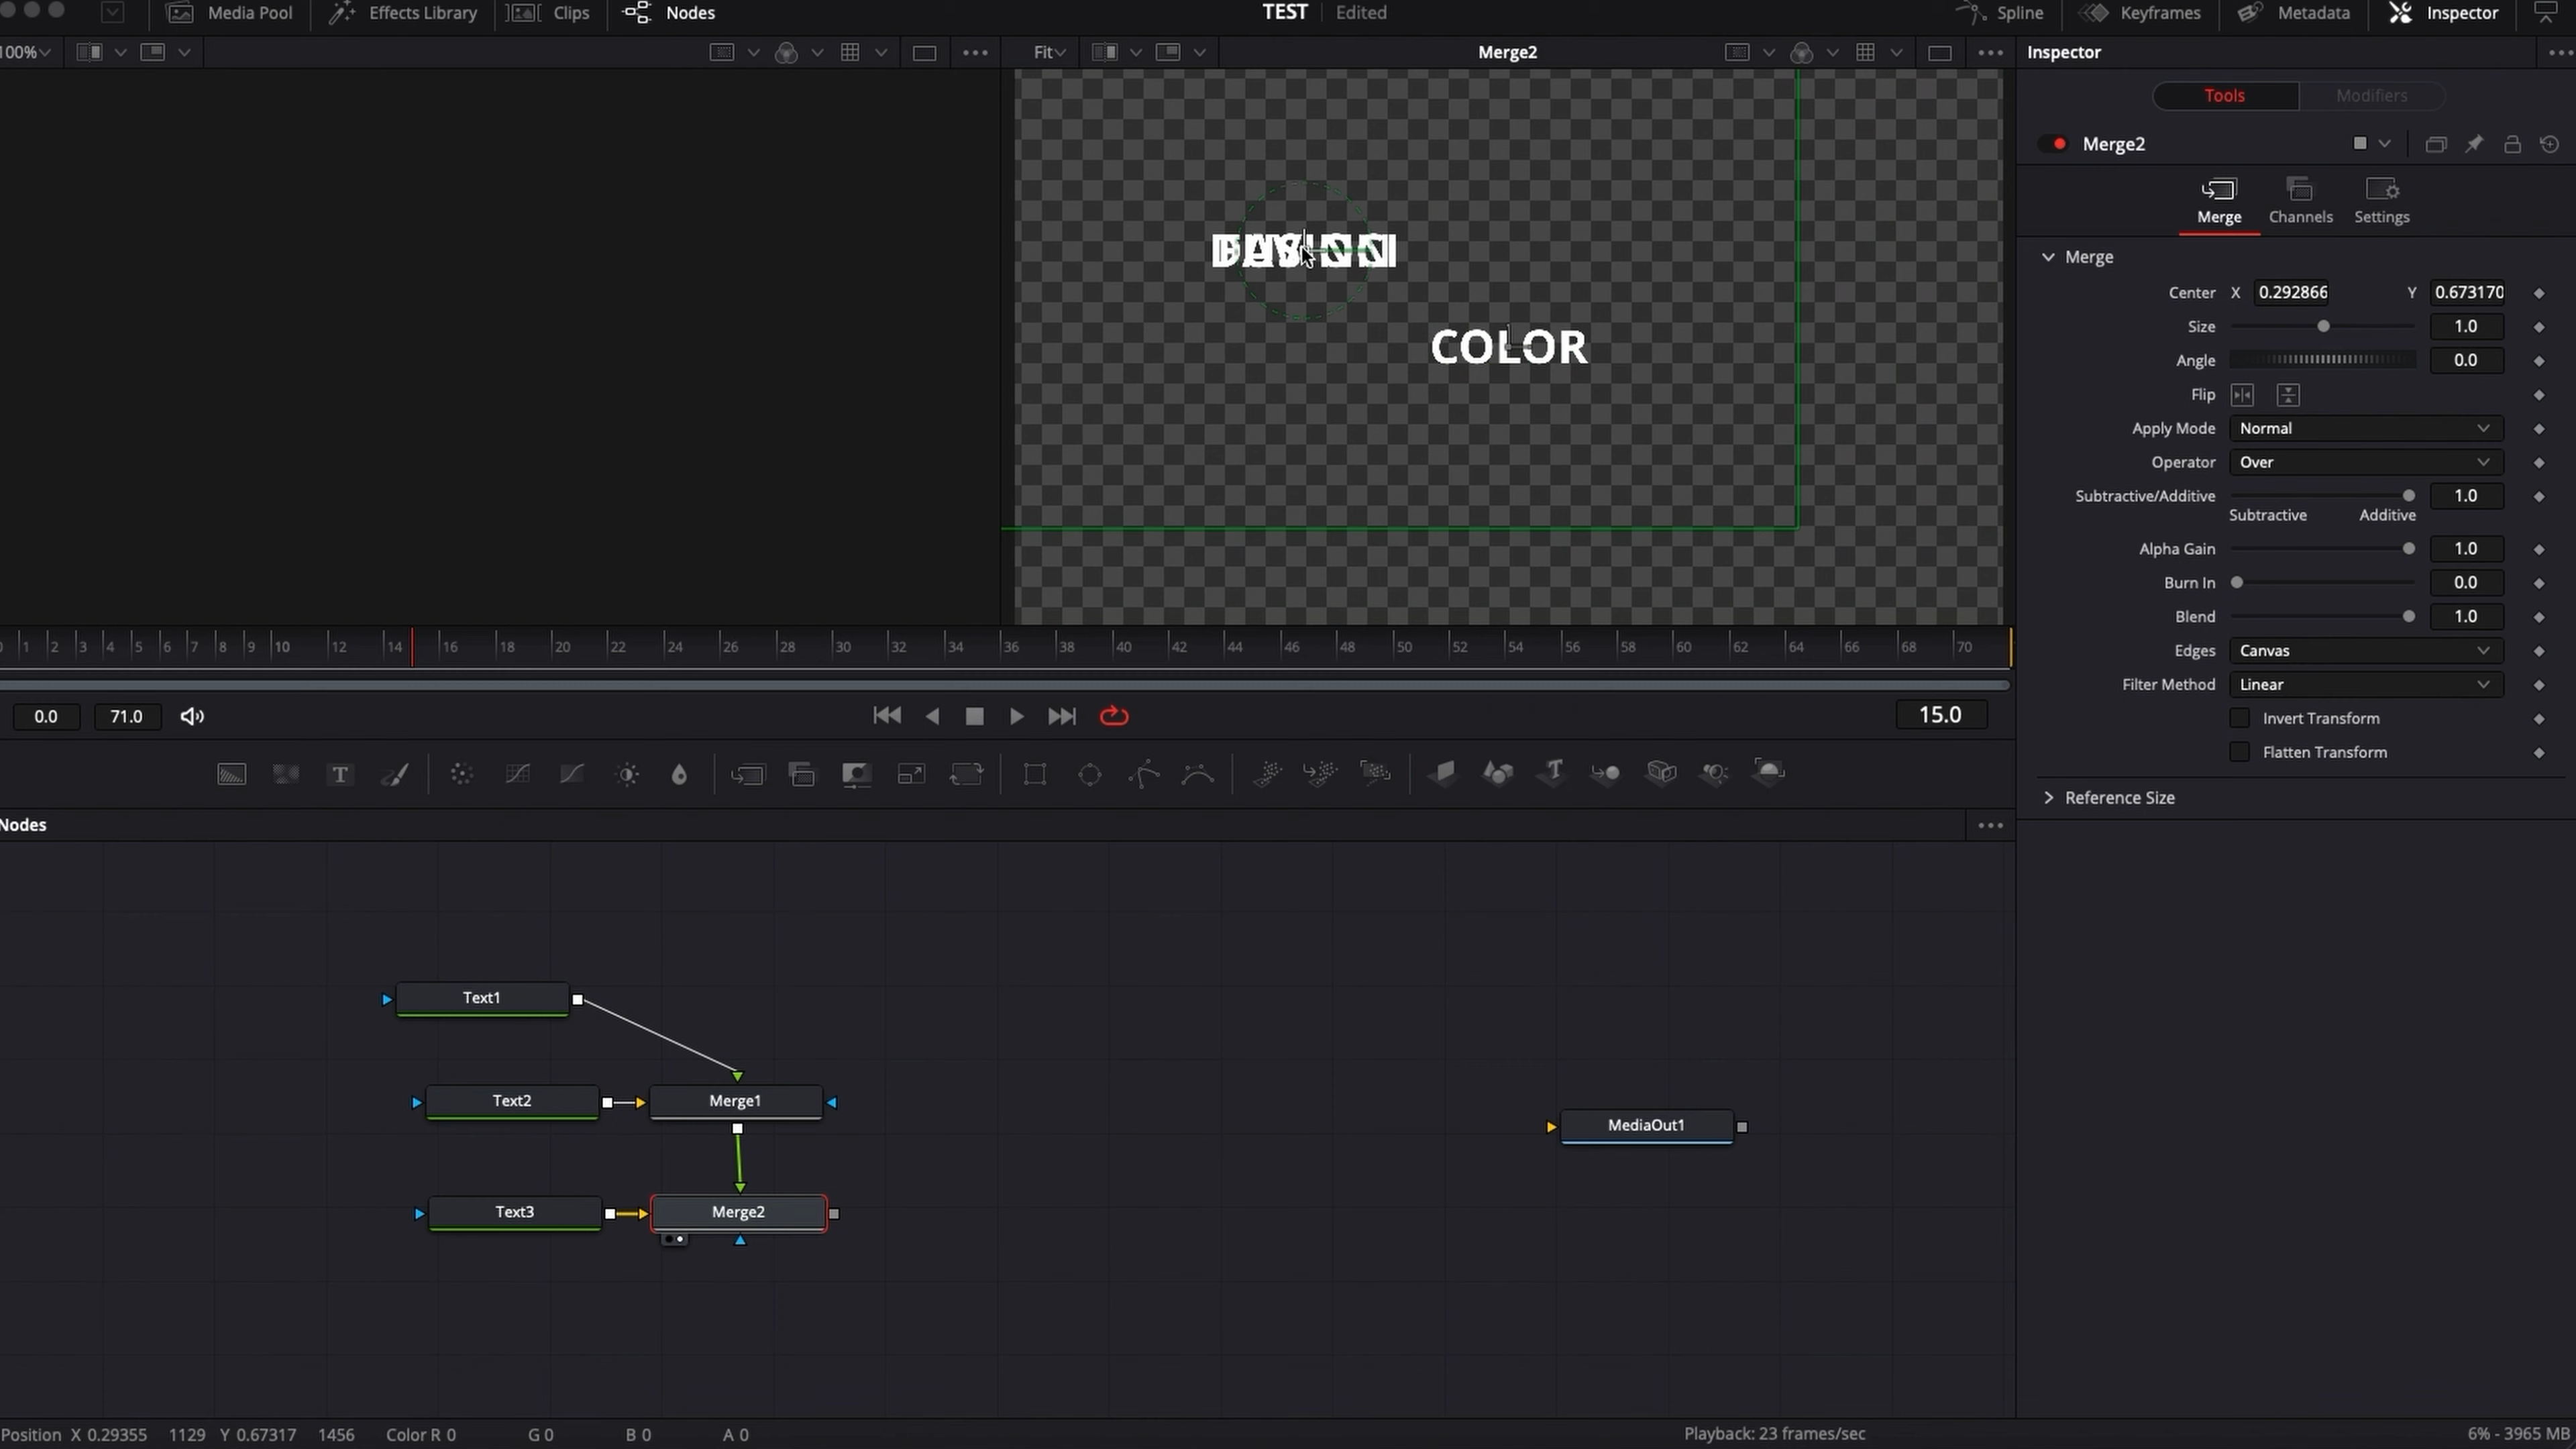 Media Pool
Effects Library
Clips
Nodes
TEST
Edited
Spline
Keyframes
Metadata
Inspector
100%
Fit
Merge2
Inspector
COLOR
Tools
Modifiers
Merge2
Merge
Channels
Settings
Merge
Center X 0.292866 Y 0.673170
Size 1.0
Angle 0.0
Flip
Apply Mode Normal
Operator Over
Subtractive/Additive 1.0
Subtractive Additive
Alpha Gain 1.0
Burn In 0.0
Blend 1.0
Edges Canvas
Filter Method Linear
Invert Transform
Flatten Transform
Reference Size
0 1 2 3 4 5 6 7 8 9 10 12 14 16 18 20 22 24 26 28 30 32 34 36 38 40 42 44 46 48 50 52 54 56 58 60 62 64 66 68 70
0.0 71.0
15.0
T
Nodes
Text1
Text2
Merge1
MediaOut1
Text3
Merge2
Position X 0.29355 1129 Y 0.67317 1456 Color R 0 G 0 B 0 A 0
Playback: 23 frames/sec
6% - 3965 MB